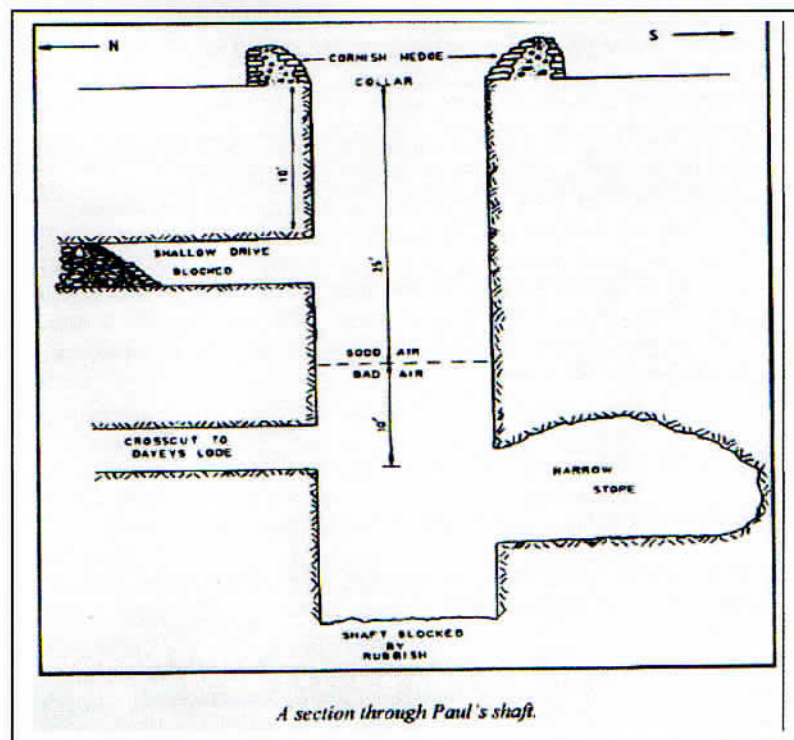 N
S
CORNISH HEDGE
COLLAR
10'
SHALLOW DRIVE
BLOCKED
25'
GOOD AIR
BAD AIR
10'
CROSSCUT TO
DAVEYS LODE
NARROW
STOPE
SHAFT BLOCKED
BY
RUBBISH
A section through Paul's shaft.